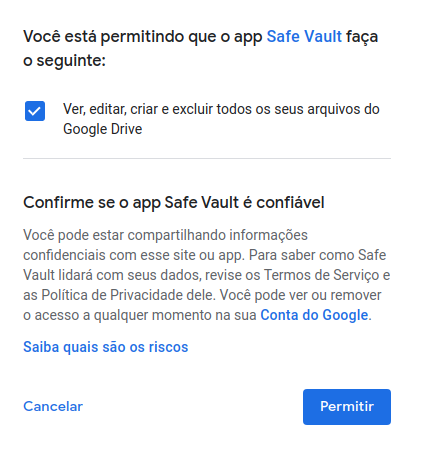 Você está permitindo que o app Safe Vault faça
o seguinte:
Ver, editar, criar e excluir todos os seus arquivos do
Google Drive
Confirme se o app Safe Vault é confiável
Você pode estar compartilhando informações
confidenciais com esse site ou app. Para saber como Safe
Vault lidará com seus dados, revise os Termos de Serviço e
as Política de Privacidade dele. Você pode ver ou remover
o acesso a qualquer momento na sua Conta do Google.
Saiba quais são os riscos
Cancelar
Permitir